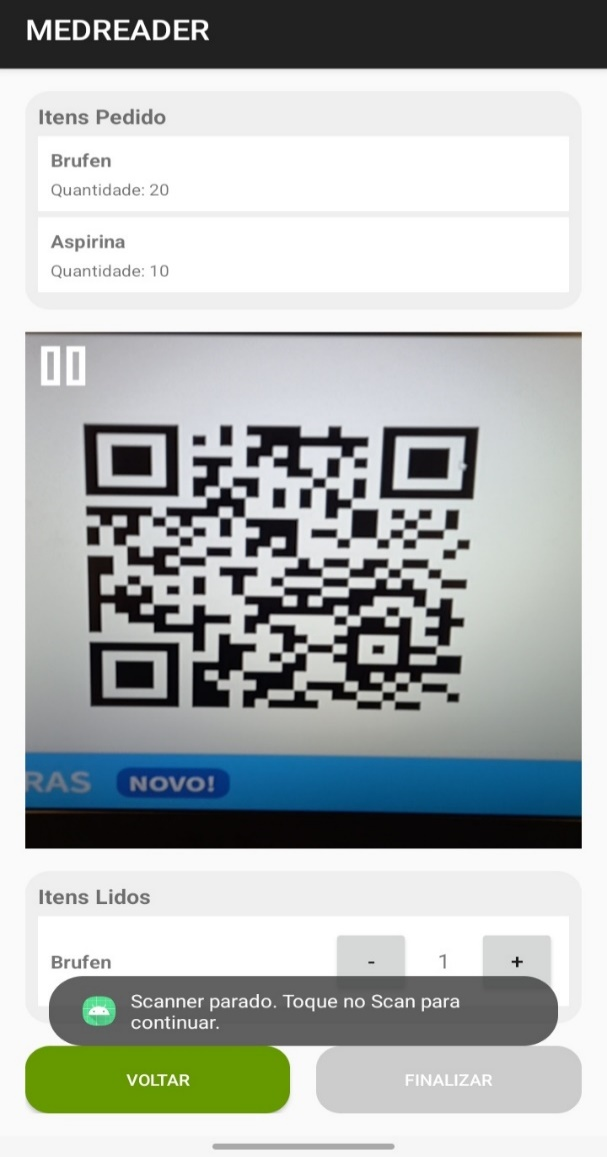 MEDREADER
Itens Pedido
Brufen
Quantidade: 20
Aspirina
Quantidade: 10
RAS NOVO!
Itens Lidos
Brufen
- 1 +
Scanner parado. Toque no Scan para
continuar.
VOLTAR FINALIZAR